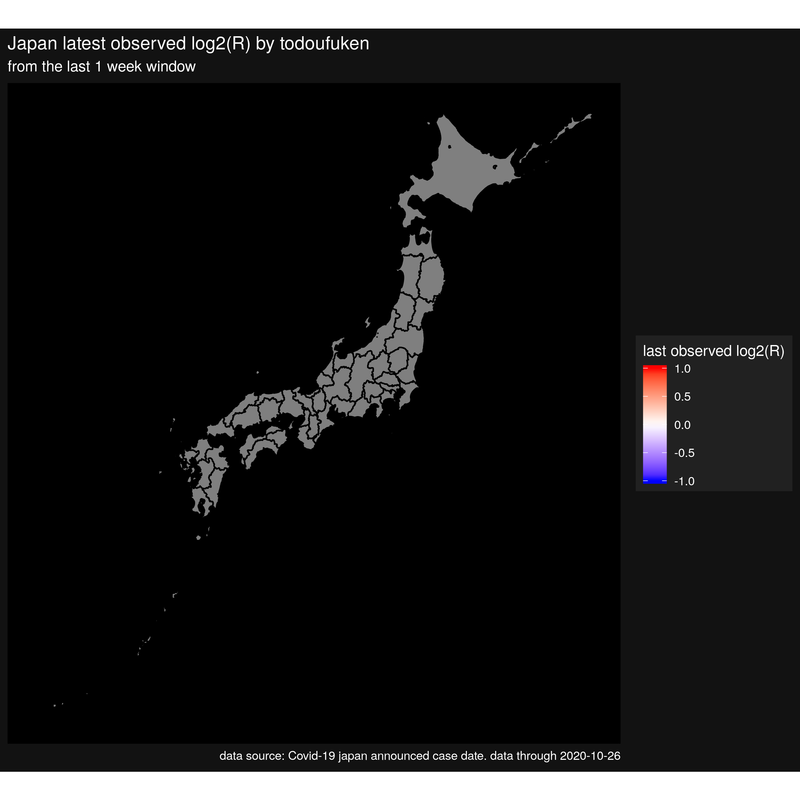 Japan latest observed log2(R) by todoufuken
from the last 1 week window
last observed log2(R)
1.0
0.5
0.0
-0.5
-1.0
data source: Covid-19 japan announced case date. data through 2020-10-26